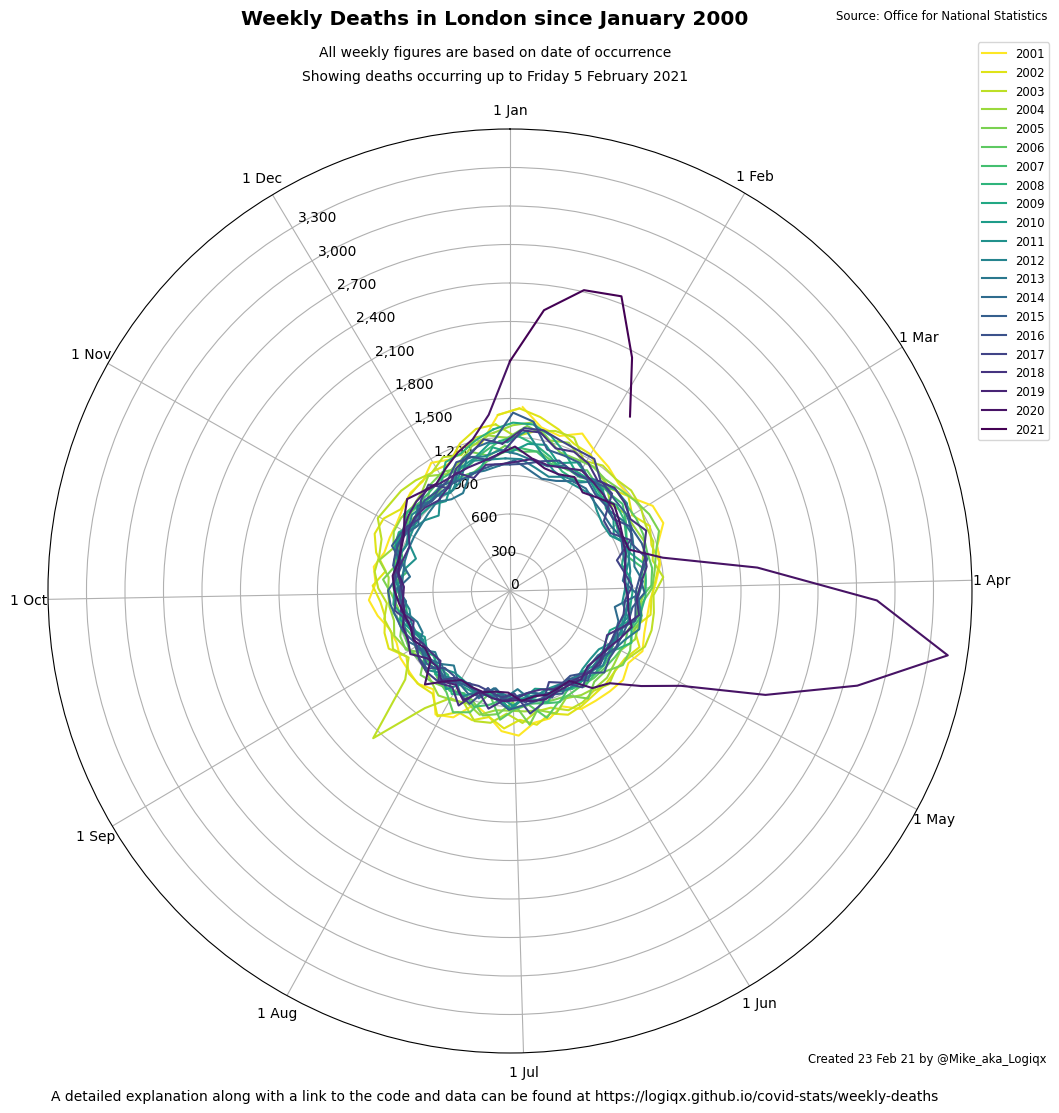 Weekly Deaths in London since January 2000
Source: Office for National Statistics
All weekly figures are based on date of occurrence
Showing deaths occurring up to Friday 5 February 2021
2001
2002
2003
2004
2005
2006
2007
2008
2009
2010
2011
2012
2013
2014
2015
2016
2017
2018
2019
2020
2021
1 Jan
1 Feb
1 Mar
1 Apr
1 May
1 Jun
1 Jul
1 Aug
1 Sep
1 Oct
1 Nov
1 Dec
3,300
3,000
2,700
2,400
2,100
1,800
1,500
600
300
0
Created 23 Feb 21 by @Mike_aka_Logiqx
A detailed explanation along with a link to the code and data can be found at https://logiqx.github.io/covid-stats/weekly-deaths